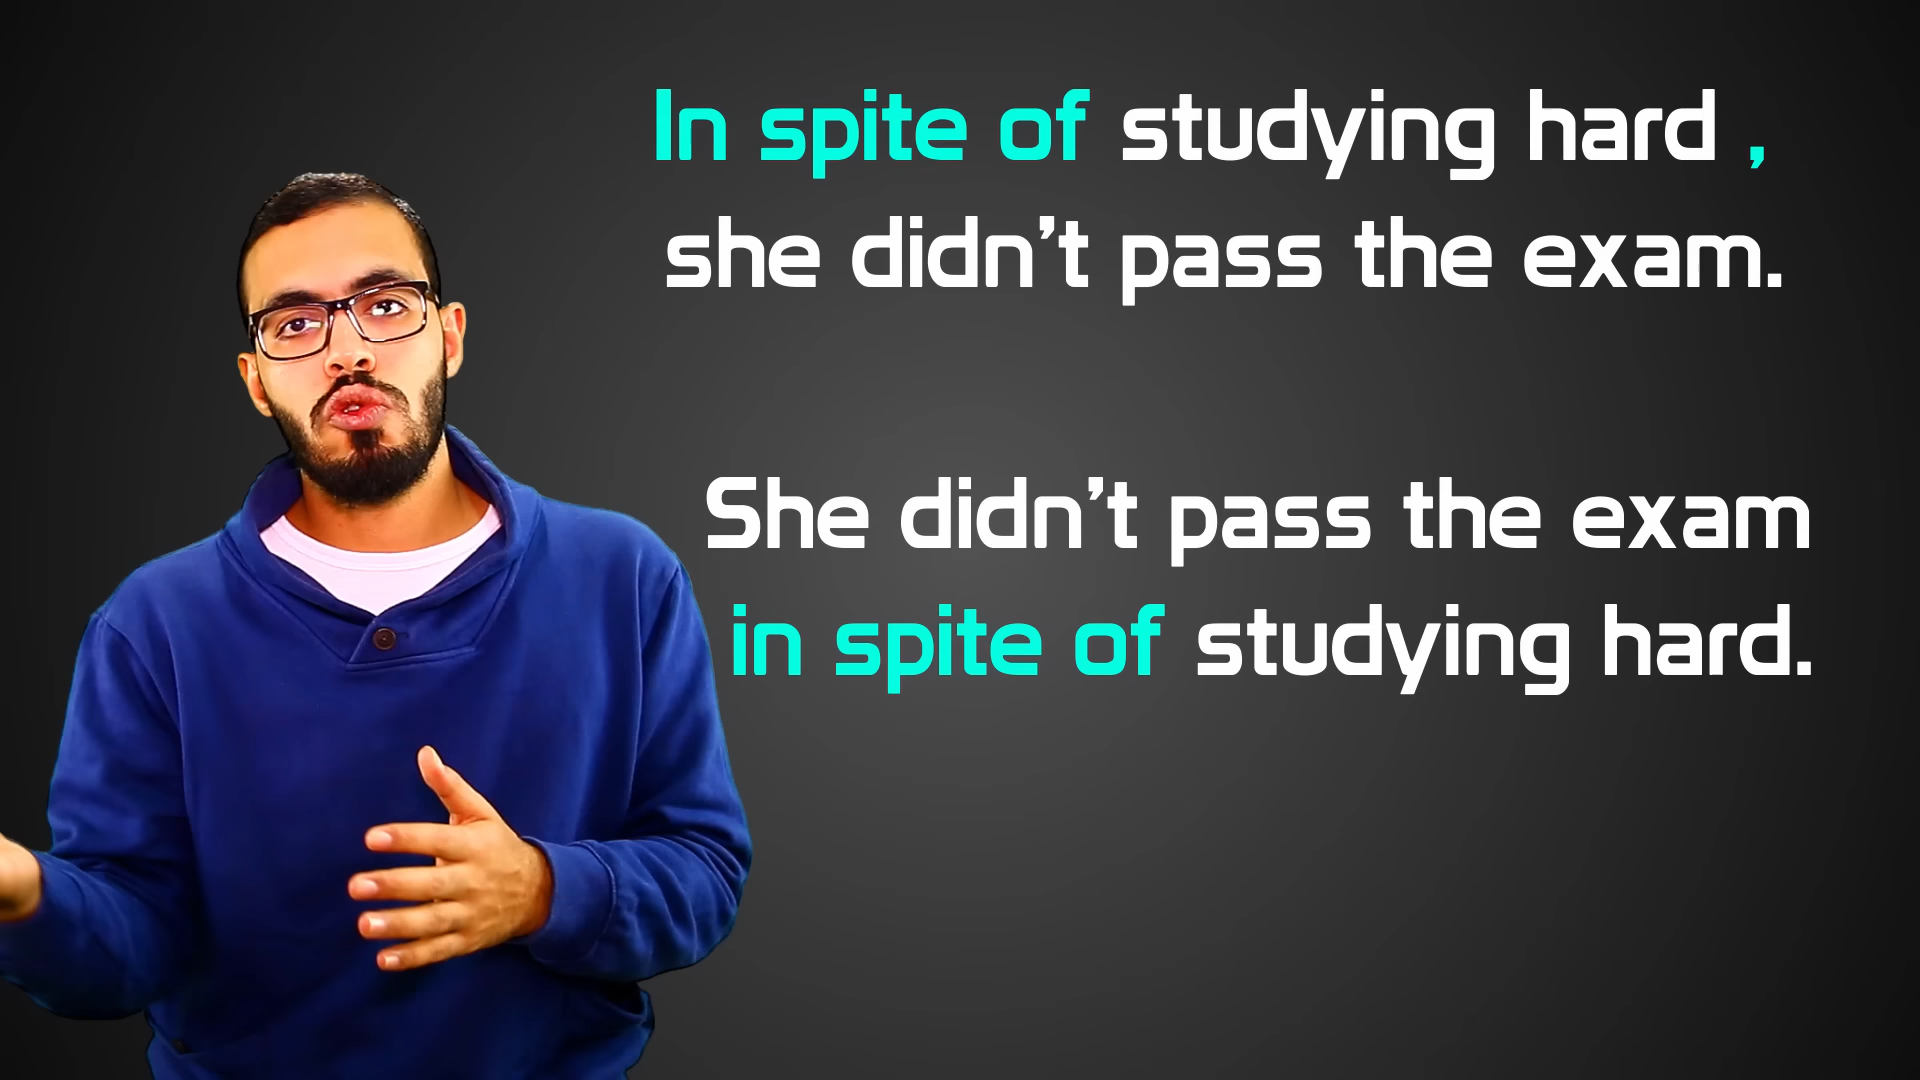 In spite of studying hard ,
she didn't pass the exam.
She didn't pass the exam
in spite of studying hard.